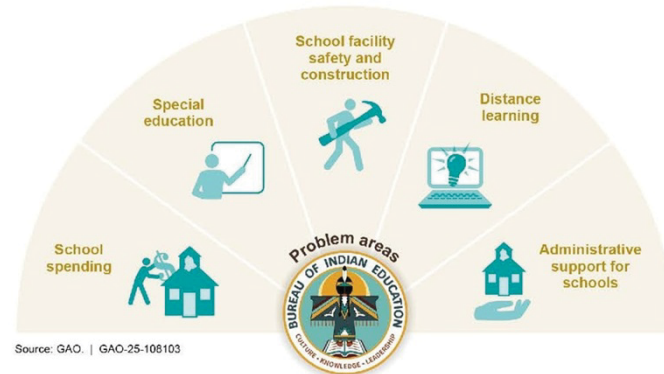 School facility
safety and
construction
Special
education
Distance
learning
School
spending
Administrative
support for
schools
Problem areas
BUREAU OF INDIAN EDUCATION
CULTURE • KNOWLEDGE • LEADERSHIP
Source: GAO. | GAO-25-108103